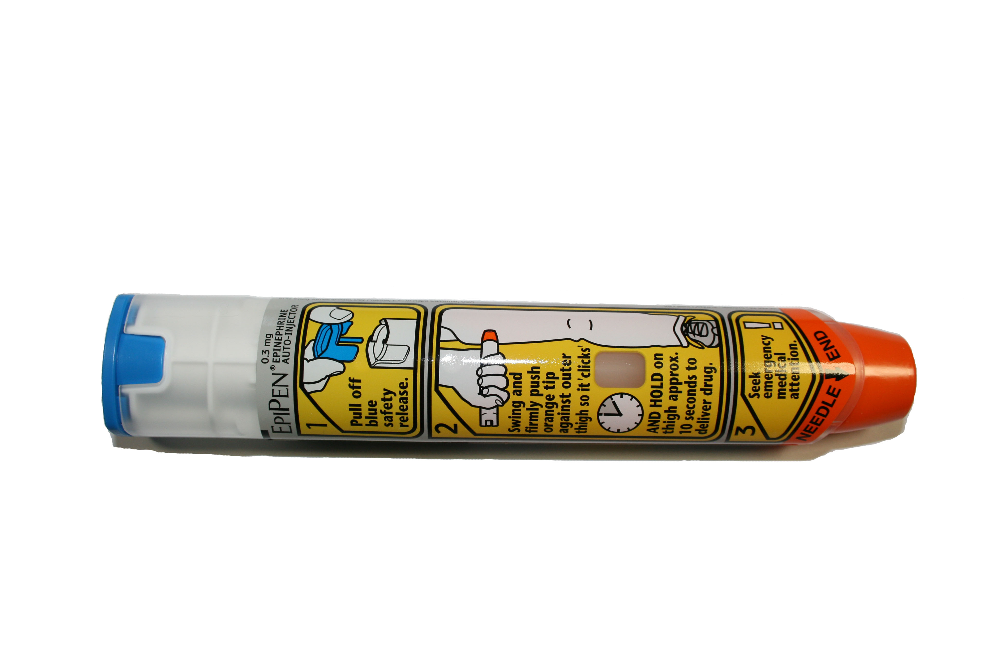 0.3 mg
EPIPEN® EPINEPHRINE
AUTO-INJECTOR
1
Pull off
blue
safety
release.
2
Swing and
firmly push
orange tip
against outer
thigh so it 'clicks'
AND HOLD on
thigh approx.
10 seconds to
deliver drug.
3
Seek
emergency
medical
attention.
!
NEEDLE END